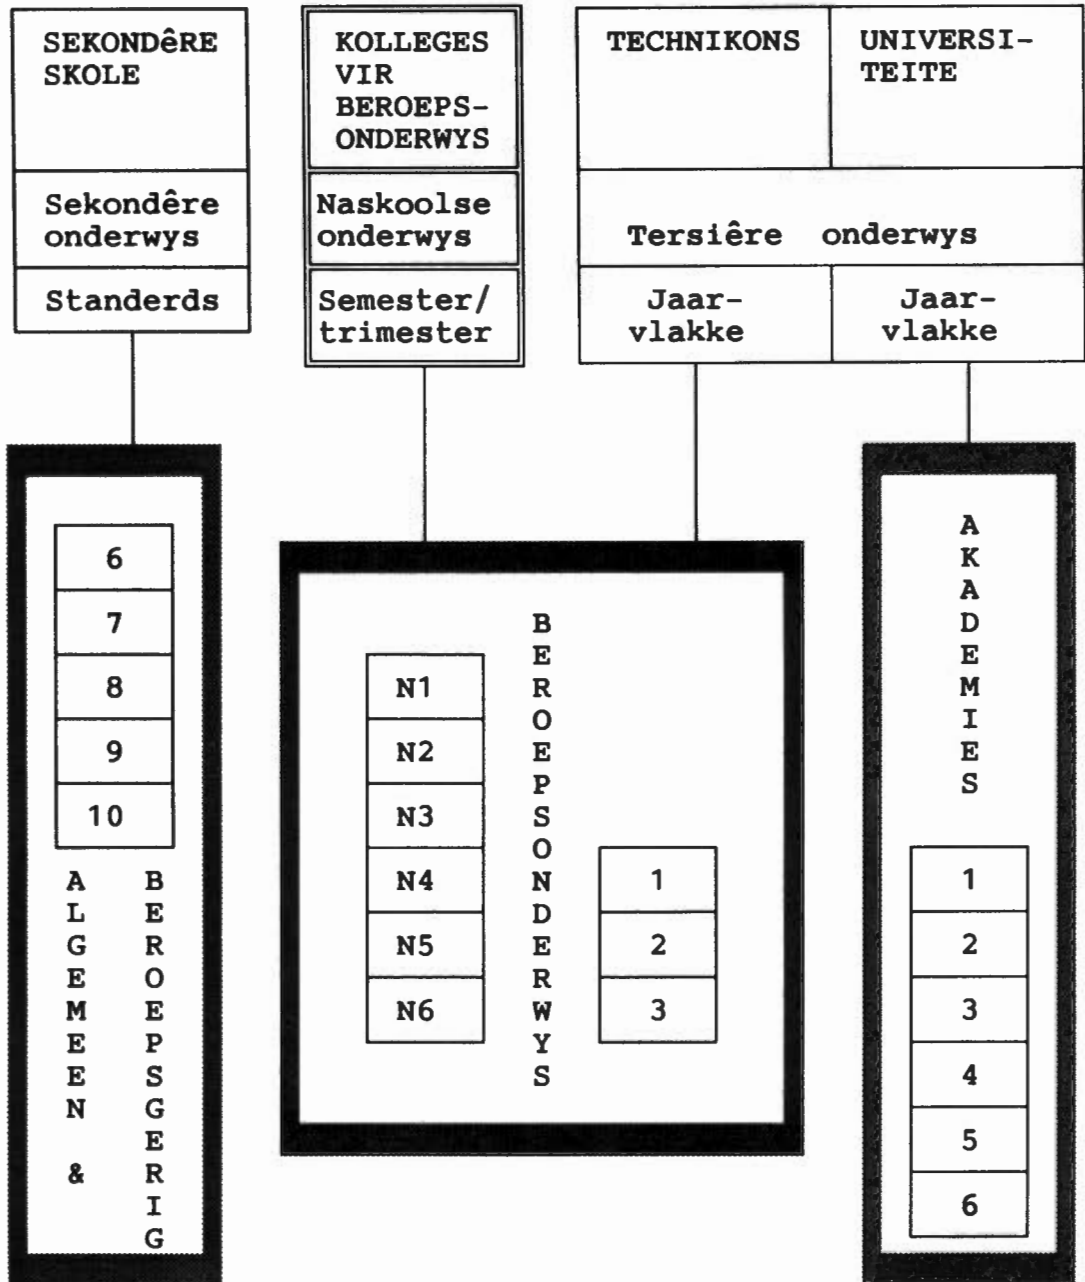 SEKONDêRE
SKOLE
Sekondêre
onderwys
Standerds
KOLLEGES
VIR
BEROEPS-
ONDERWYS
Naskoolse
onderwys
Semester/
trimester
TECHNIKONS
UNIVERSI-
TEITE
Tersiêre onderwys
Jaar-
vlakke
Jaar-
vlakke
6
7
8
9
10
ALGEMEEN &
BEROEPSGERIG
N1
N2
N3
N4
N5
N6
BEROEPSONDERWYS
1
2
3
AKADEMIES
1
2
3
4
5
6